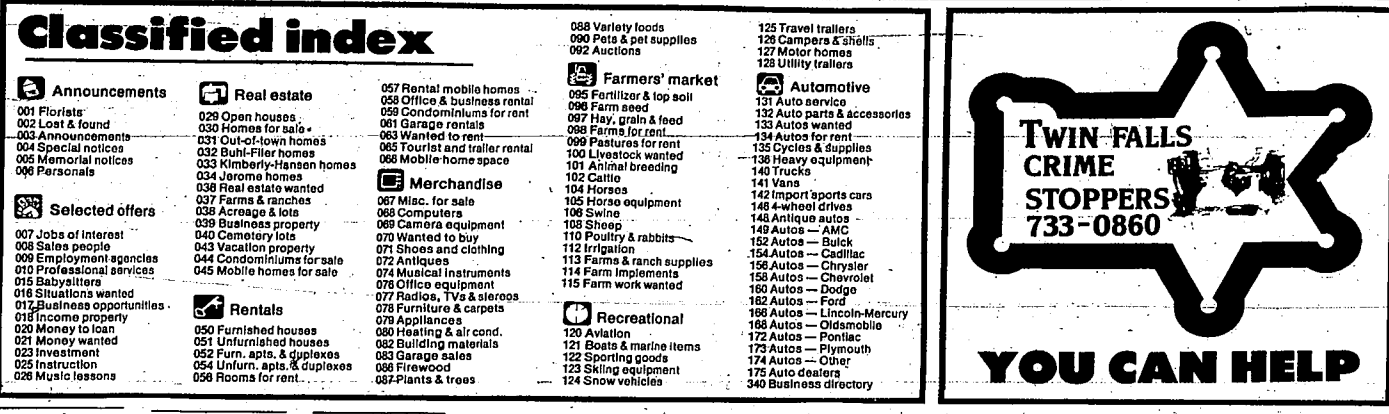 Classified index
Announcements
001 Florists
002 Lost & found
003 Announcements
004 Special notices
005 Memorial notices
006 Personals
Selected offers
007 Jobs of interest
008 Sales people
009 Employment agencies
010 Professional services
015 Babysitters
016 Situations wanted
017 Business opportunities
018 Income property
020 Money to loan
021 Money wanted
023 Investment
025 Instruction
026 Music lessons
Real estate
029 Open houses
030 Homes for sale
031 Out-of-town homes
032 Buhl-Filer homes
033 Kimberly-Hansen homes
034 Jerome homes
036 Real estate wanted
037 Farms & ranches
038 Acreage & lots
039 Business property
040 Cemetery lots
043 Vacation property
044 Condominiums for sale
045 Mobile homes for sale
Rentals
050 Furnished houses
051 Unfurnished houses
052 Furn. apts. & duplexes
054 Unfurn. apts. & duplexes
056 Rooms for rent
057 Rental mobile homes
058 Office & business rental
059 Condominiums for rent
061 Garage rentals
063 Wanted to rent
065 Tourist and trailer rental
066 Mobile home space
Merchandise
067 Misc. for sale
068 Computers
069 Camera equipment
070 Wanted to buy
071 Shoes and clothing
072 Antiques
074 Musical instruments
076 Office equipment
077 Radios, TVs & stereos
078 Furniture & carpets
079 Appliances
080 Heating & air cond.
082 Building materials
083 Garage sales
086 Firewood
087 Plants & trees
088 Variety foods
090 Pets & pet supplies
092 Auctions
Farmers' market
095 Fertilizer & top soil
096 Farm seed
097 Hay, grain & feed
098 Farms for rent
099 Pastures for rent
100 Livestock wanted
101 Animal breeding
102 Cattle
104 Horses
105 Horse equipment
106 Swine
108 Sheep
110 Poultry & rabbits
112 Irrigation
113 Farms & ranch supplies
114 Farm Implements
115 Farm work wanted
Recreational
120 Aviation
121 Boats & marine items
122 Sporting goods
123 Skiing equipment
124 Snow vehicles
125 Travel trailers
126 Campers & shells
127 Motor homes
128 Utility trailers
Automotive
131 Auto service
132 Auto parts & accessories
133 Autos wanted
134 Autos for rent
135 Cycles & supplies
136 Heavy equipment
140 Trucks
141 Vans
142 Import sports cars
146 4-wheel drives
148 Antique autos
149 Autos — AMC
152 Autos — Buick
154 Autos — Cadillac
156 Autos — Chrysler
158 Autos — Chevrolet
160 Autos — Dodge
162 Autos — Ford
166 Autos — Lincoln-Mercury
168 Autos — Oldsmobile
172 Autos — Pontiac
173 Autos — Plymouth
174 Autos — Other
175 Auto dealers
340 Business directory
TWIN FALLS
CRIME
STOPPERS
733-0860
YOU CAN HELP